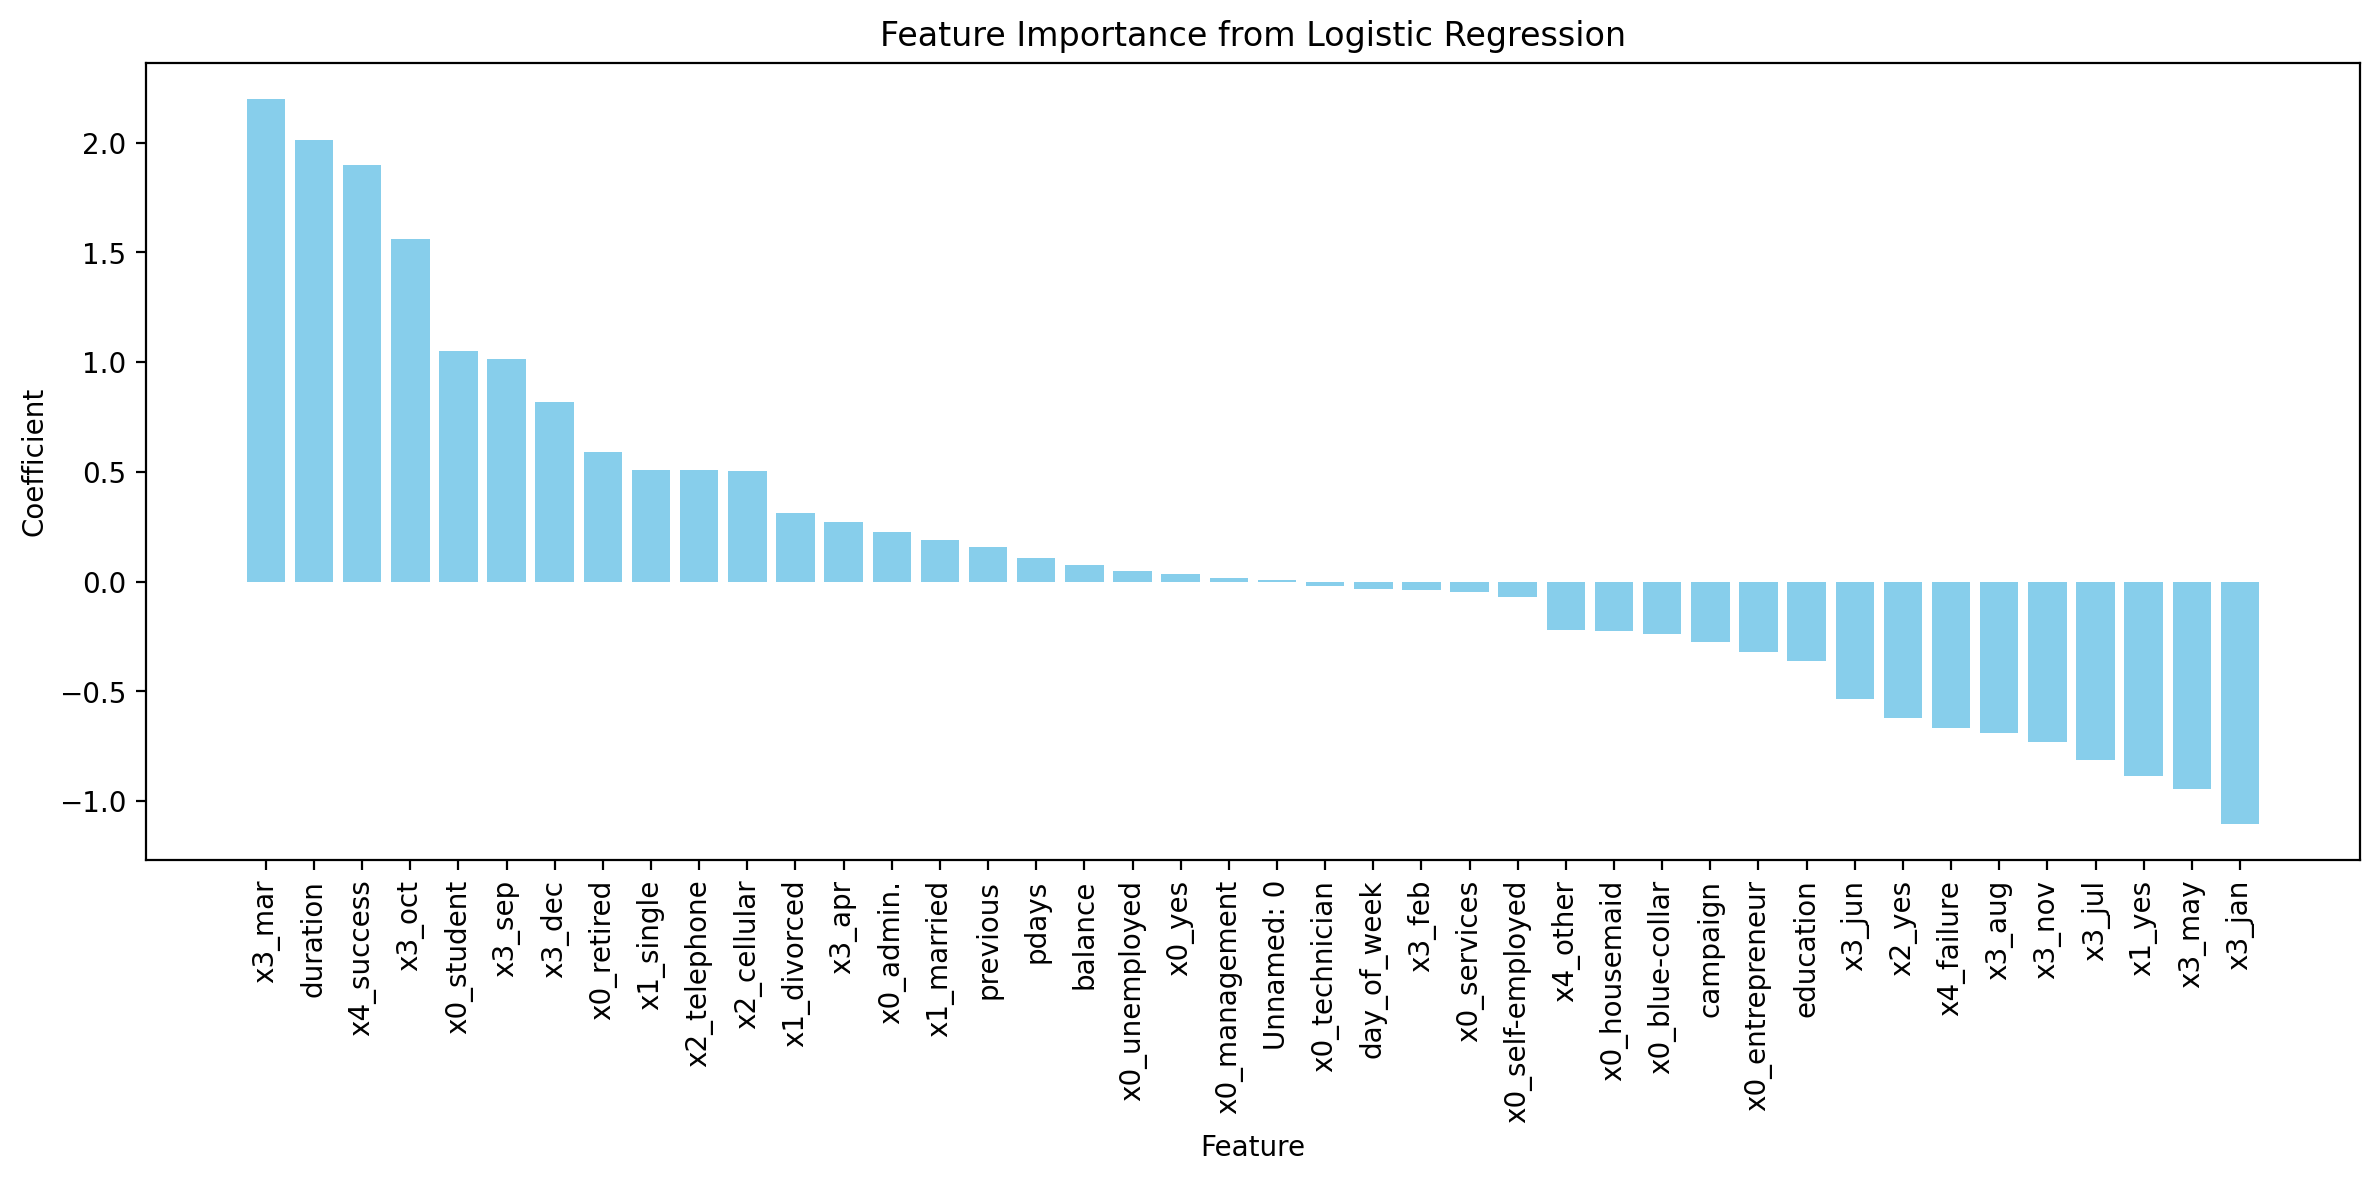 Feature Importance from Logistic Regression
Coefficient
2.0
1.5
1.0
0.5
0.0
−0.5
−1.0
x3_mar
duration
x4_success
x3_oct
x0_student
x3_sep
x3_dec
x0_retired
x1_single
x2_telephone
x2_cellular
x1_divorced
x3_apr
x0_admin.
x1_married
previous
pdays
balance
x0_unemployed
x0_yes
x0_management
Unnamed: 0
x0_technician
day_of_week
x3_feb
x0_services
x0_self-employed
x4_other
x0_housemaid
x0_blue-collar
campaign
x0_entrepreneur
education
x3_jun
x2_yes
x4_failure
x3_aug
x3_nov
x3_jul
x1_yes
x3_may
x3_jan
Feature